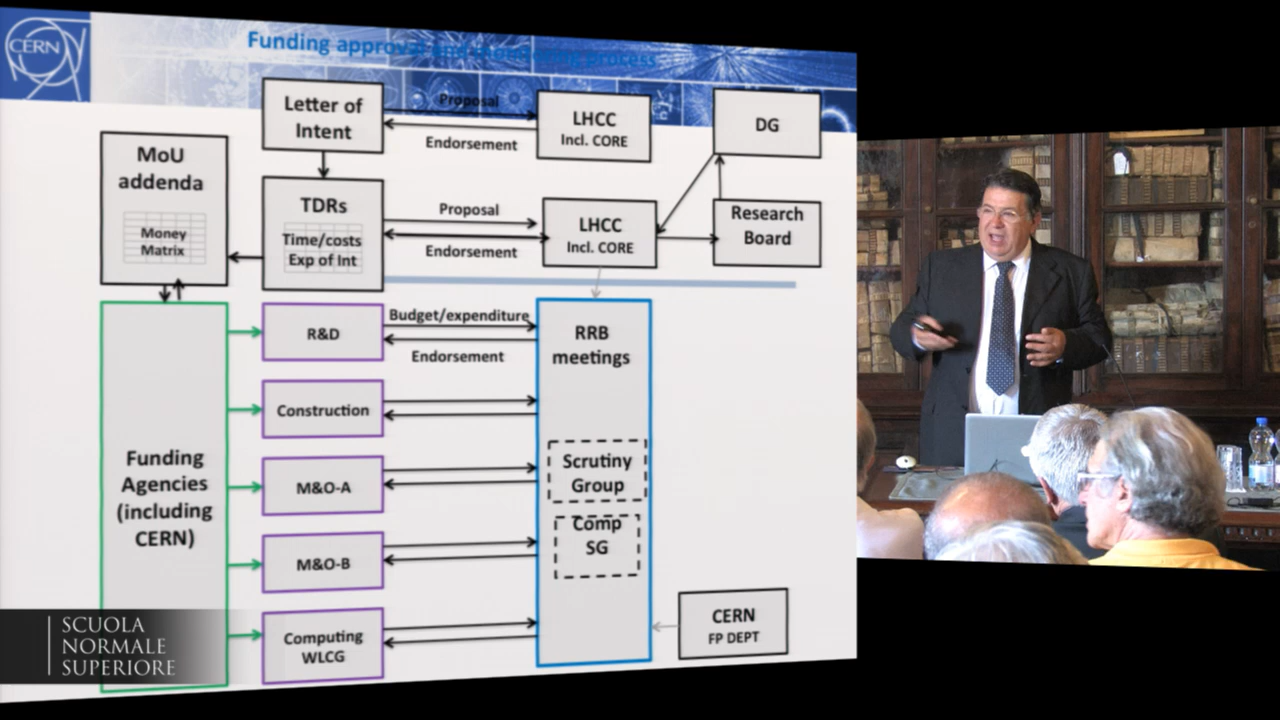 CERN
Funding approval and monitoring process
Letter of
Intent
Proposal
Endorsement
LHCC
Incl. CORE
DG
MoU
addenda
Money
Matrix
TDRs
Time/costs
Exp of Int
Proposal
Endorsement
LHCC
Incl. CORE
Research
Board
Funding
Agencies
(including
CERN)
R&D
Budget/expenditure
Endorsement
RRB
meetings
Construction
M&O-A
Scrutiny
Group
M&O-B
Comp
SG
Computing
WLCG
CERN
FP DEPT
SCUOLA
NORMALE
SUPERIORE